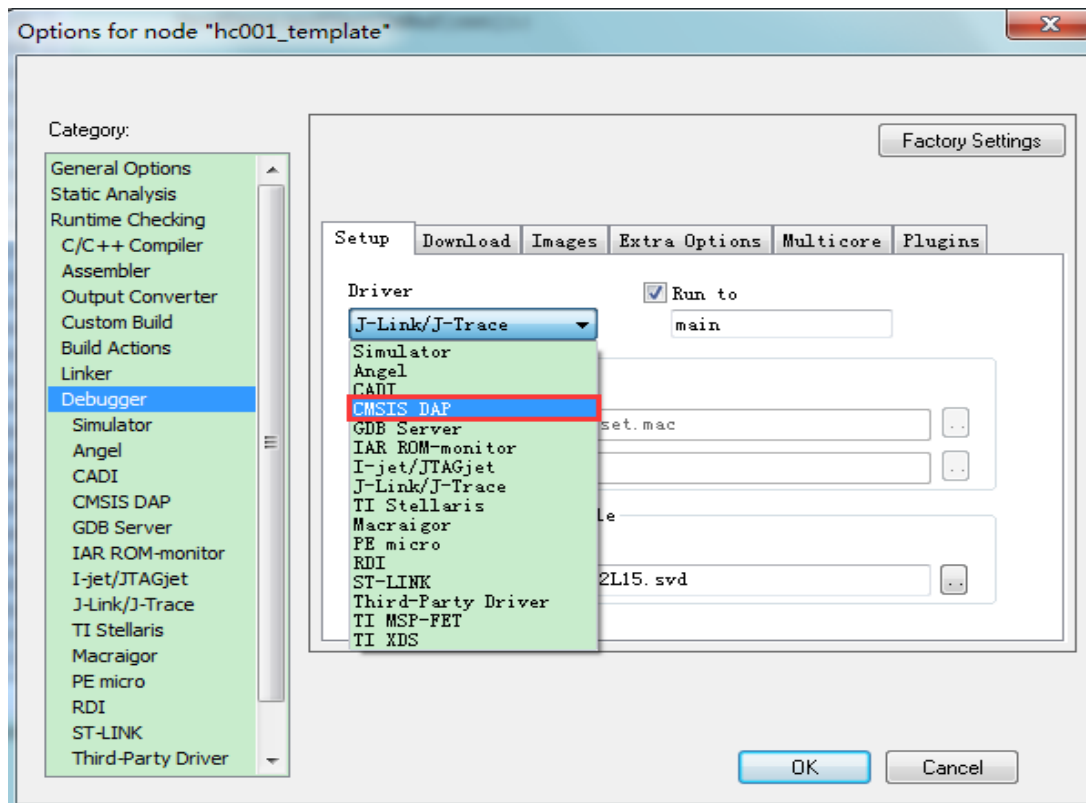 Options for node "hc001_template"
Category:
General Options
Static Analysis
Runtime Checking
C/C++ Compiler
Assembler
Output Converter
Custom Build
Build Actions
Linker
Debugger
Simulator
Angel
CADI
CMSIS DAP
GDB Server
IAR ROM-monitor
I-jet/JTAGjet
J-Link/J-Trace
TI Stellaris
Macraigor
PE micro
RDI
ST-LINK
Third-Party Driver
Factory Settings
Setup Download Images Extra Options Multicore Plugins
Driver
Run to
J-Link/J-Trace
main
Simulator
Angel
CADI
CMSIS DAP
GDB Server
IAR ROM-monitor
I-jet/JTAGjet
J-Link/J-Trace
TI Stellaris
Macraigor
PE micro
RDI
ST-LINK
Third-Party Driver
TI MSP-FET
TI XDS
set.mac
le
2L15.svd
OK Cancel